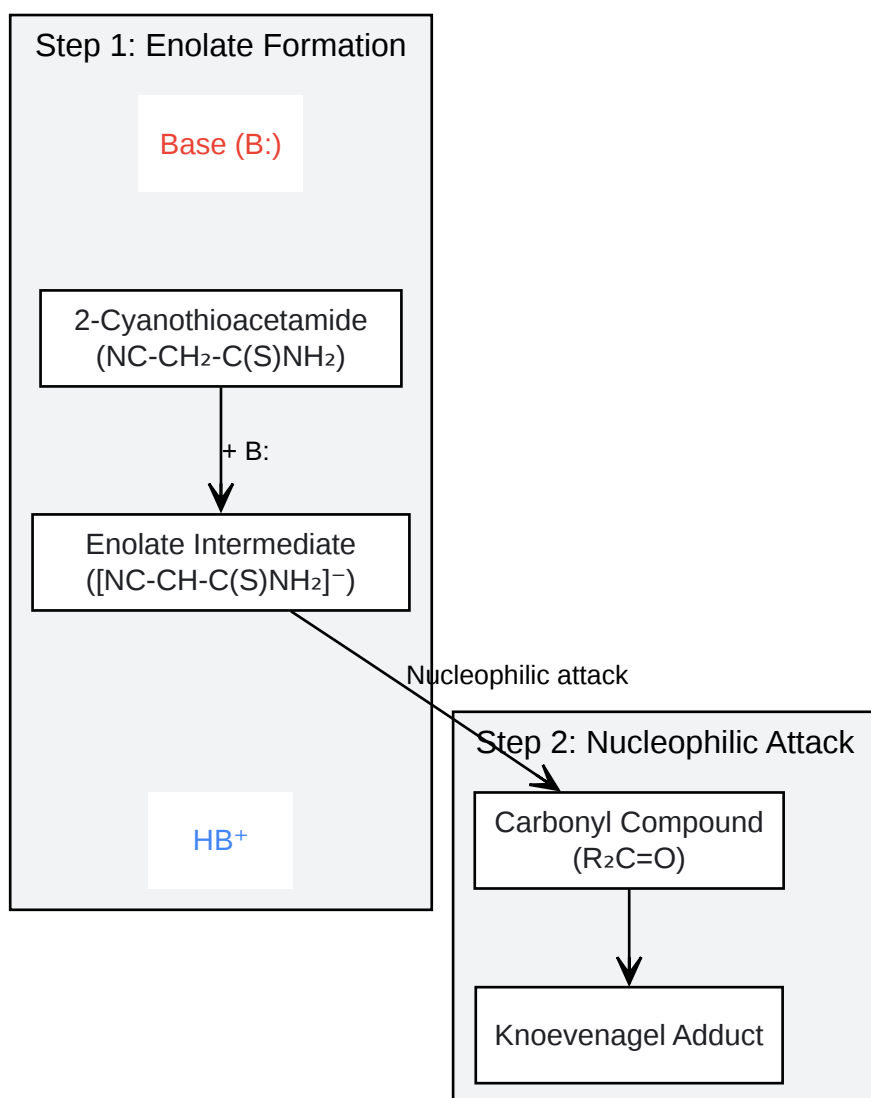 Step 1: Enolate Formation
Base (B:)
2-Cyanothioacetamide
(NC-CH₂-C(S)NH₂)
+ B:
Enolate Intermediate
([NC-CH-C(S)NH₂]⁻)
Nucleophilic attack
Step 2: Nucleophilic Attack
Carbonyl Compound
(R₂C=O)
HB⁺
Knoevenagel Adduct